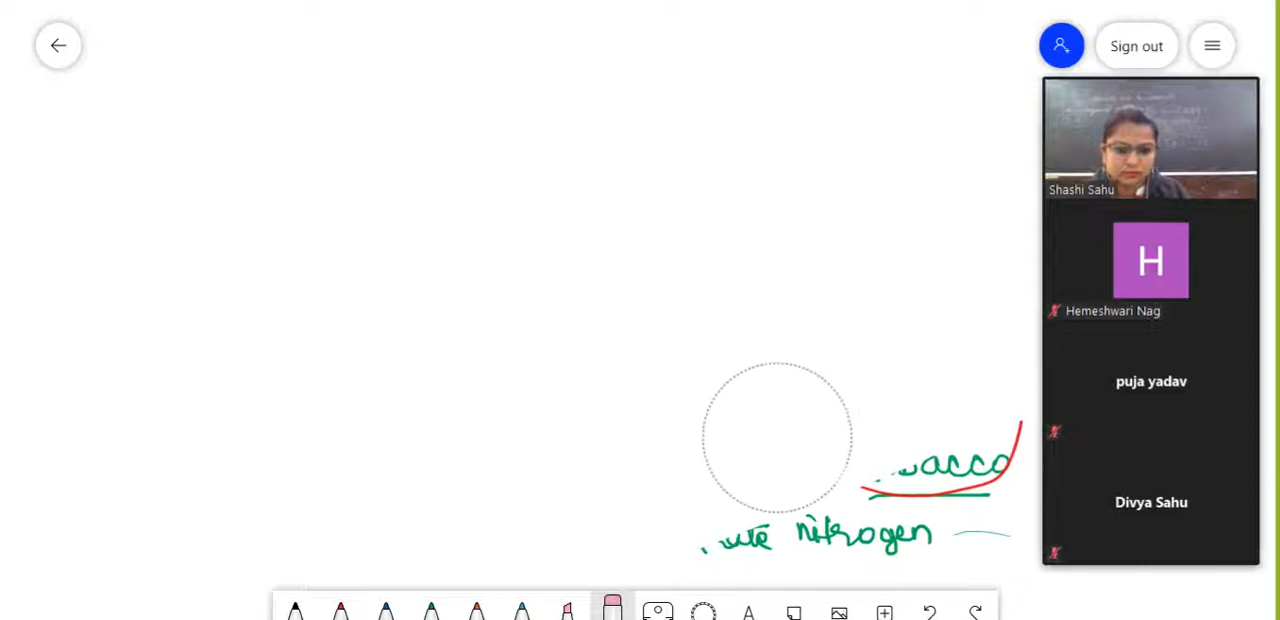 Sign out
Shashi Sahu
H
Hemeshwari Nag
puja yadav
acco
nitrogen
Divya Sahu
A